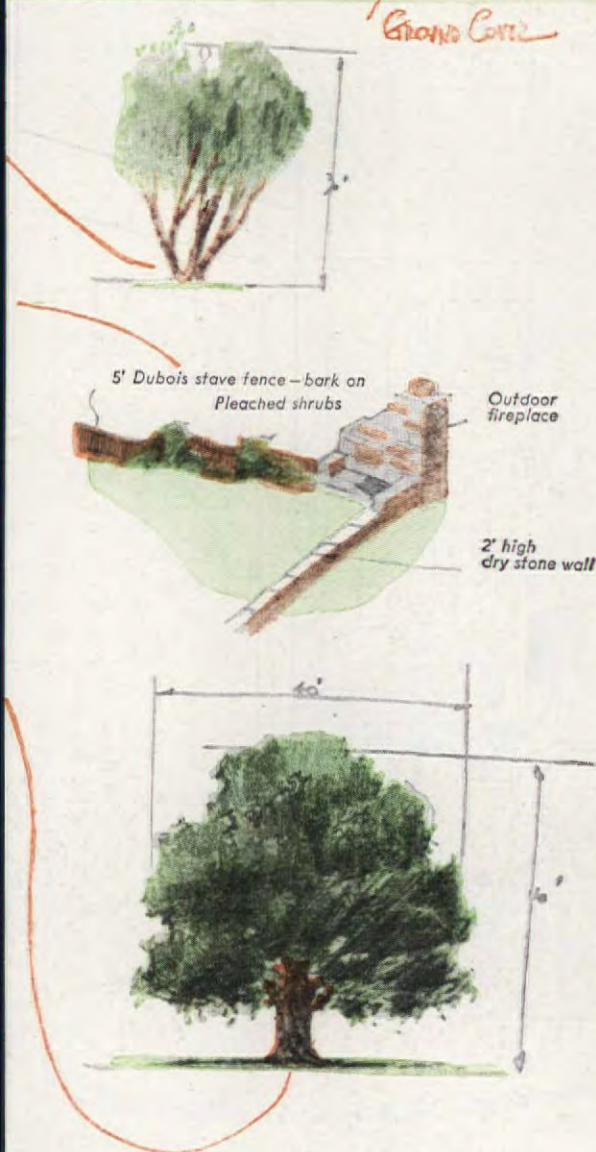 GROUND COVER
5' Dubois stave fence—bark on
Pleached shrubs
Outdoor
fireplace
2' high
dry stone wall
40'